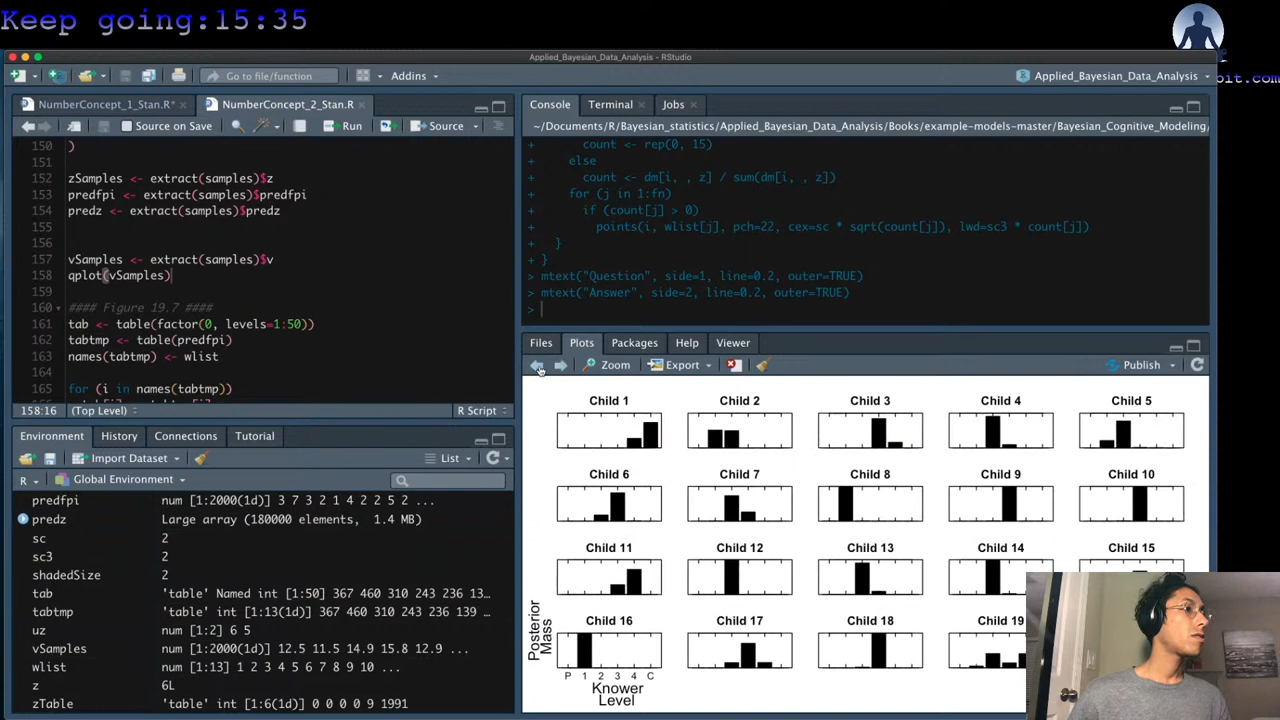 Keep going:15:35
bit.com
Applied_Bayesian_Data_Analysis - RStudio
Go to file/function
Addins
Applied_Bayesian_Data_Analysis
NumberConcept_1_Stan.R*
NumberConcept_2_Stan.R
Source on Save
Run
Source
150 )
151
152 zSamples <- extract(samples)$z
153 predfpi <- extract(samples)$predfpi
154 predz <- extract(samples)$predz
155
156
157 vSamples <- extract(samples)$v
158 qplot(vSamples)
159
160 #### Figure 19.7 ####
161 tab <- table(factor(0, levels=1:50))
162 tabtmp <- table(predfpi)
163 names(tabtmp) <- wlist
164
165 for (i in names(tabtmp))
158:16
(Top Level)
R Script
Environment
History
Connections
Tutorial
Import Dataset
List
R
Global Environment
predfpi num [1:2000(1d)] 3 7 3 2 1 4 2 2 5 2 ...
predz Large array (180000 elements, 1.4 MB)
sc 2
sc3 2
shadedSize 2
tab 'table' Named int [1:50] 367 460 310 243 236 13…
tabtmp 'table' int [1:13(1d)] 367 460 310 243 236 139 …
uz num [1:2] 6 5
vSamples num [1:2000(1d)] 12.5 11.5 14.9 15.8 12.9 ...
wlist num [1:13] 1 2 3 4 5 6 7 8 9 10 ...
z 6L
zTable 'table' int [1:6(1d)] 0 0 0 0 9 1991
Console
Terminal
Jobs
~/Documents/R/Bayesian_statistics/Applied_Bayesian_Data_Analysis/Books/example-models-master/Bayesian_Cognitive_Modeling/
+ count <- rep(0, 15)
+ else
+ count <- dm[i, , z] / sum(dm[i, , z])
+ for (j in 1:fn)
+ if (count[j] > 0)
+ points(i, wlist[j], pch=22, cex=sc * sqrt(count[j]), lwd=sc3 * count[j])
+ }
+ }
> mtext("Question", side=1, line=0.2, outer=TRUE)
> mtext("Answer", side=2, line=0.2, outer=TRUE)
>
Files
Plots
Packages
Help
Viewer
Zoom
Export
Publish
Child 1
Child 2
Child 3
Child 4
Child 5
Child 6
Child 7
Child 8
Child 9
Child 10
Child 11
Child 12
Child 13
Child 14
Child 15
Child 16
Child 17
Child 18
Child 19
Posterior
Mass
P 1 2 3 4 C
Knower
Level